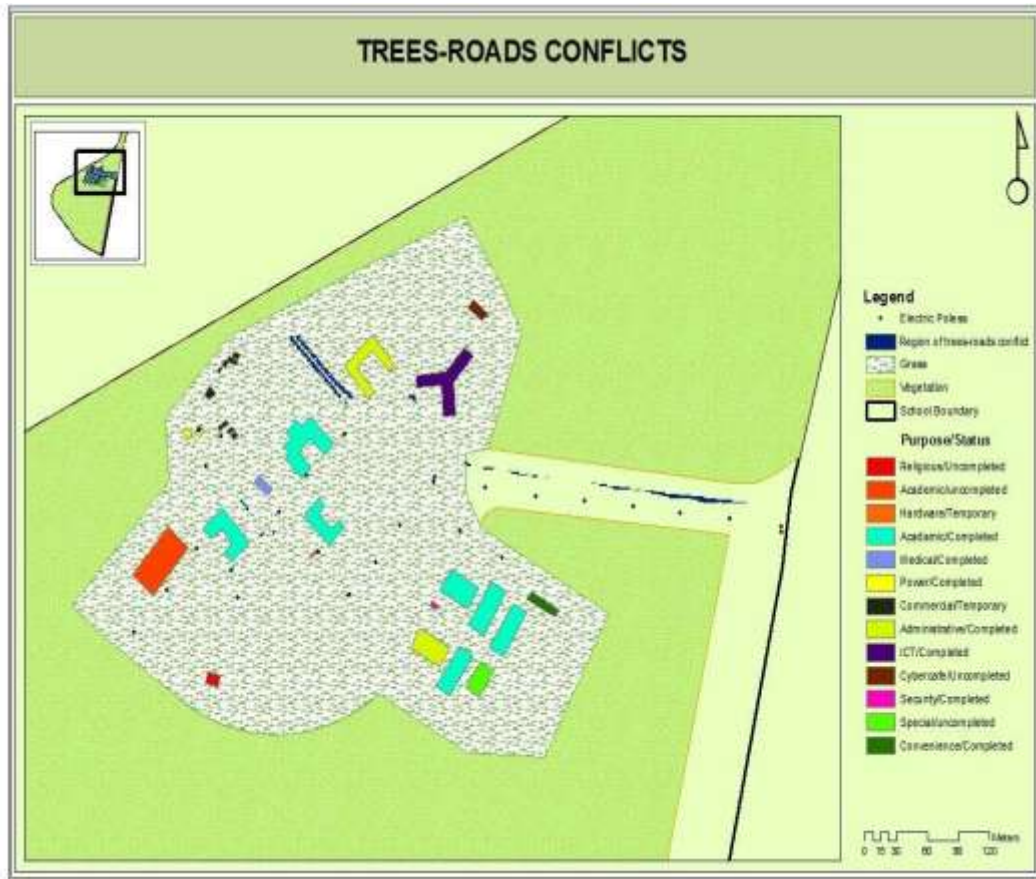 TREES-ROADS CONFLICTS
Legend
Electric Poless
Region of trees-roads conflict
Grass
Vegetation
School Boundary
Purpose/Status
Religious/Uncompleted
Academic/uncompleted
Hardware/Temporary
Academic/Completed
Medical/Completed
Power/Completed
Commercial/Temporary
Administrative/Completed
ICT/Completed
Cybercafe/Uncompleted
Security/Completed
Special/uncompleted
Convenience/Completed
Meters
0 15 30 60 90 120